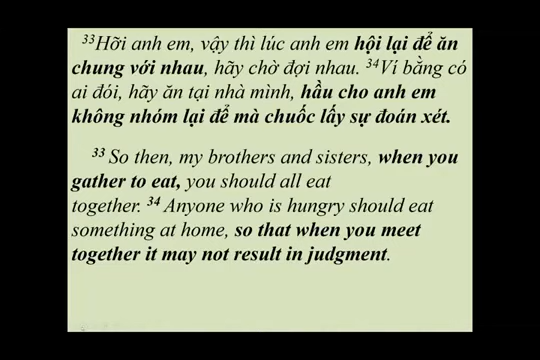 ³³Hỡi anh em, vậy thì lúc anh em hội lại để ăn
chung với nhau, hãy chờ đợi nhau. ³⁴Ví bằng có
ai đói, hãy ăn tại nhà mình, hầu cho anh em
không nhóm lại để mà chuốc lấy sự đoán xét.
³³ So then, my brothers and sisters, when you
gather to eat, you should all eat
together. ³⁴ Anyone who is hungry should eat
something at home, so that when you meet
together it may not result in judgment.